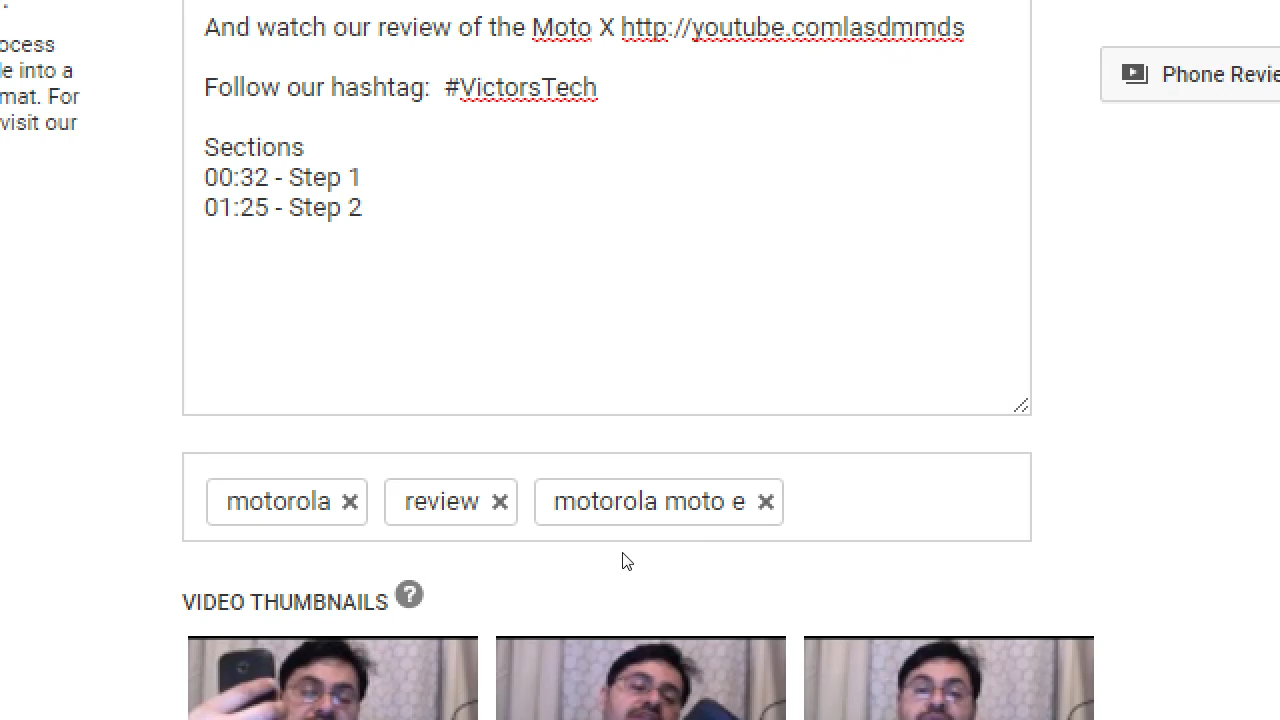 And watch our review of the Moto X http://youtube.comlasdmmds
ocess
le into a
mat. For
visit our
Phone Revie
Follow our hashtag:  #VictorsTech
Sections
00:32 - Step 1
01:25 - Step 2
motorola × review × motorola moto e ×
VIDEO THUMBNAILS ?